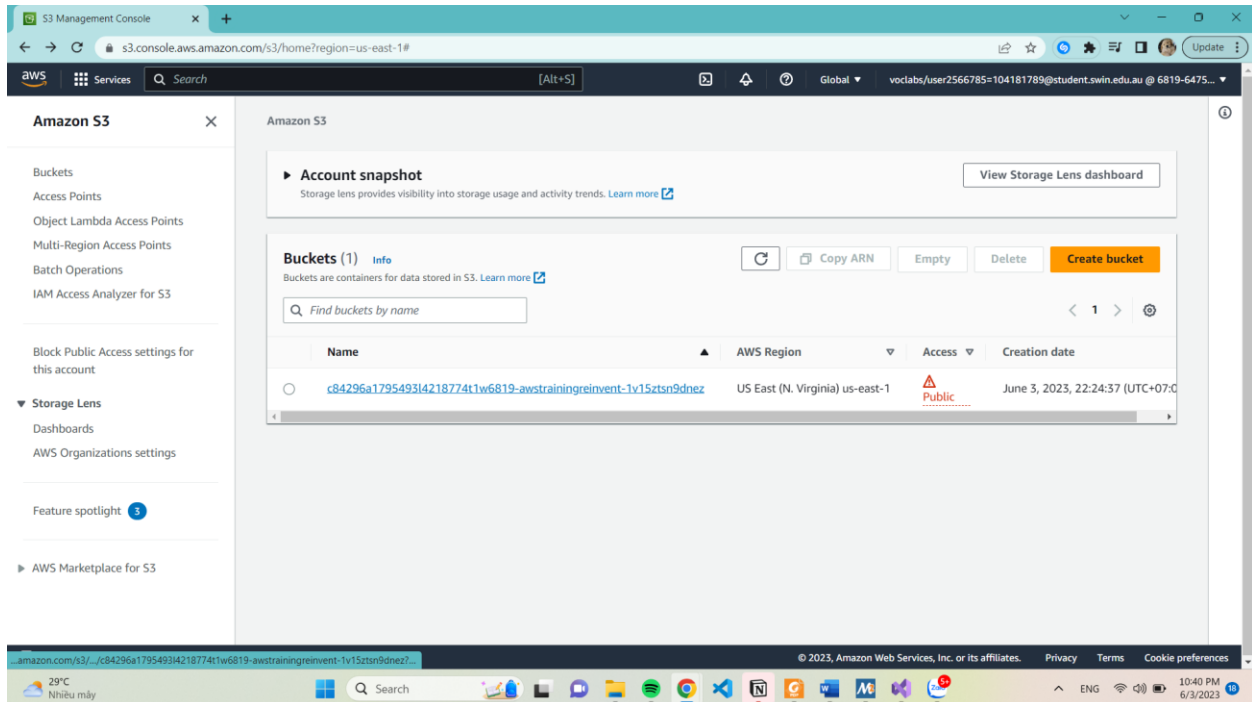 S3 Management Console
s3.console.aws.amazon.com/s3/home?region=us-east-1#
Update
aws
Services
Search
[Alt+S]
Global
voclabs/user2566785=104181789@student.swin.edu.au @ 6819-6475...
Amazon S3
Buckets
Access Points
Object Lambda Access Points
Multi-Region Access Points
Batch Operations
IAM Access Analyzer for S3
Block Public Access settings for
this account
Storage Lens
Dashboards
AWS Organizations settings
Feature spotlight 3
AWS Marketplace for S3
Amazon S3
Account snapshot
Storage lens provides visibility into storage usage and activity trends. Learn more
View Storage Lens dashboard
Buckets (1) Info
Buckets are containers for data stored in S3. Learn more
Copy ARN
Empty
Delete
Create bucket
Find buckets by name
1
Name
AWS Region
Access
Creation date
c84296a1795493l4218774t1w6819-awstrainingreinvent-1v15ztsn9dnez
US East (N. Virginia) us-east-1
Public
June 3, 2023, 22:24:37 (UTC+07:0
...amazon.com/s3/.../c84296a1795493l4218774t1w6819-awstrainingreinvent-1v15ztsn9dnez?...
© 2023, Amazon Web Services, Inc. or its affiliates.
Privacy
Terms
Cookie preferences
29°C
Nhiều mây
Search
5+
ENG
10:40 PM
6/3/2023
18